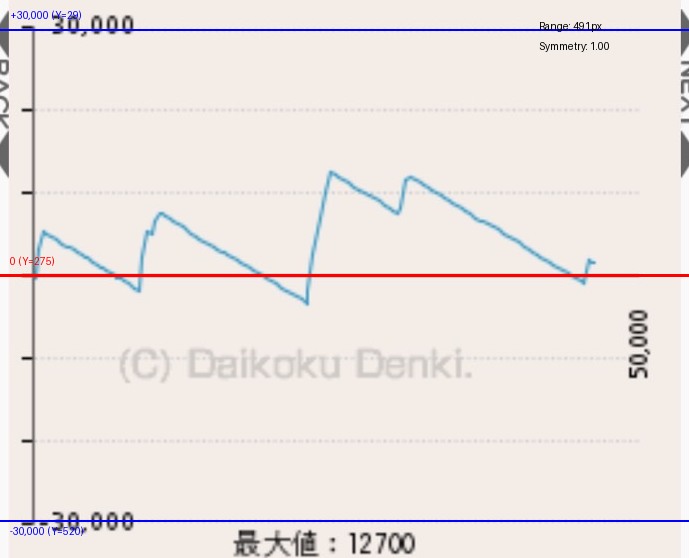 +30,000 (Y=29)
30,000
Range: 491px
Symmetry: 1.00
BACK
NEXT
0 (Y=275)
50,000
(C) Daikoku Denki.
-30,000
-30,000 (Y=520)
最大値：12700